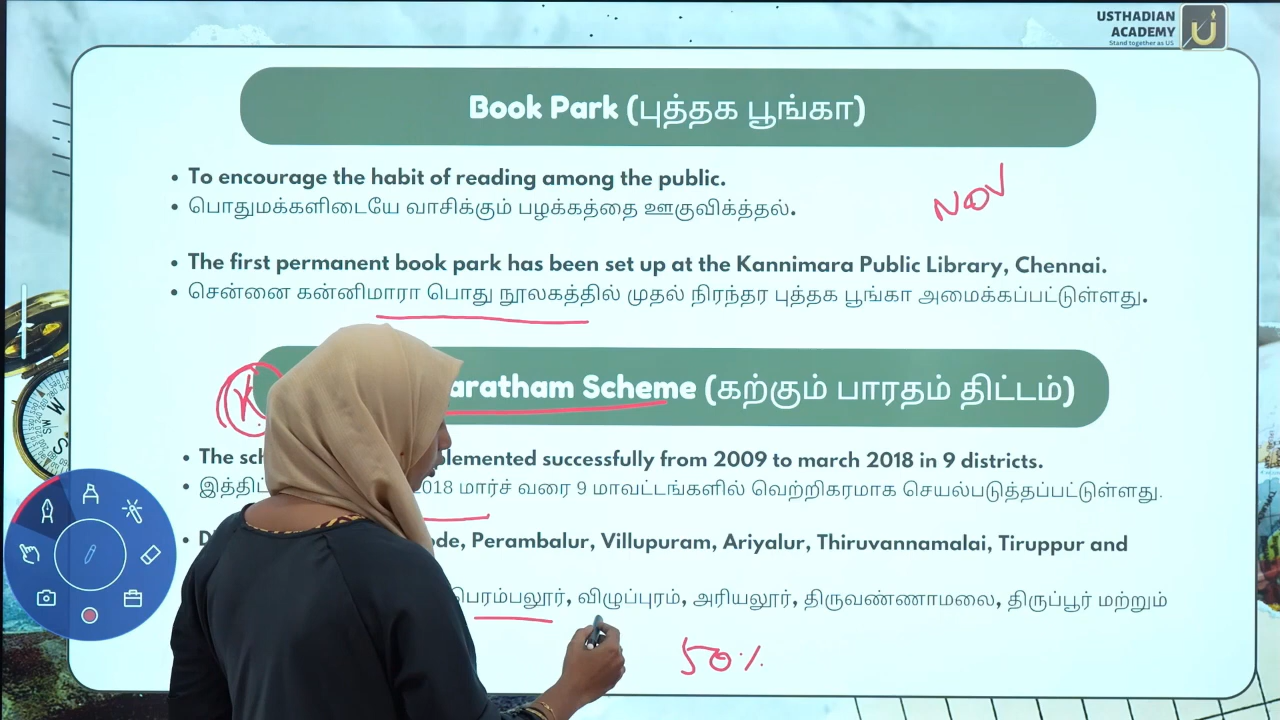 USTHADIAN
ACADEMY
Stand together as US
Book Park (புத்தக பூங்கா)
• To encourage the habit of reading among the public.
• பொதுமக்களிடையே வாசிக்கும் பழக்கத்தை ஊகுவிக்த்தல்.
NOV
• The first permanent book park has been set up at the Kannimara Public Library, Chennai.
• சென்னை கன்னிமாரா பொது நூலகத்தில் முதல் நிரந்தர புத்தக பூங்கா அமைக்கப்பட்டுள்ளது.
K
aratham Scheme (கற்கும் பாரதம் திட்டம்)
• The sch plemented successfully from 2009 to march 2018 in 9 districts.
• இத்திட் 2018 மார்ச் வரை 9 மாவட்டங்களில் வெற்றிகரமாக செயல்படுத்தப்பட்டுள்ளது.
• D de, Perambalur, Villupuram, Ariyalur, Thiruvannamalai, Tiruppur and
பெரம்பலூர், விழுப்புரம், அரியலூர், திருவண்ணாமலை, திருப்பூர் மற்றும்
50%
W
SW
S